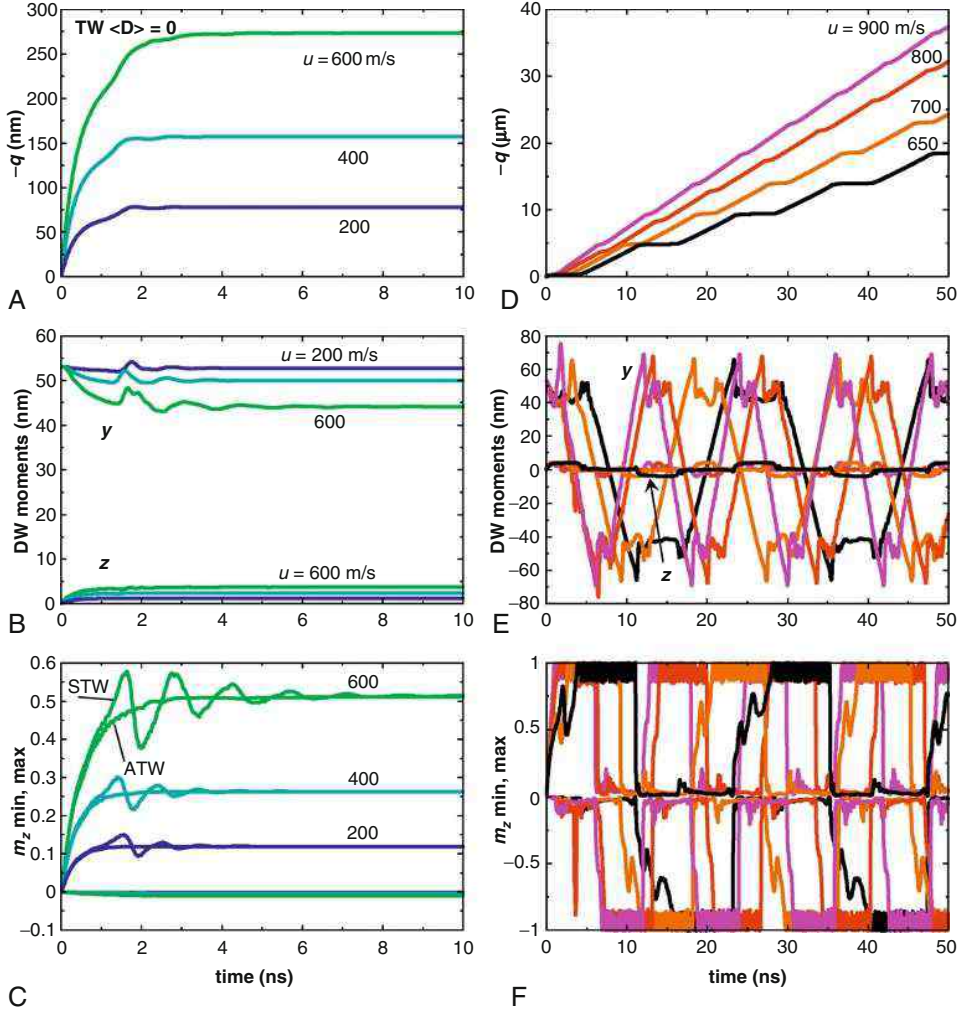 TW <D> = 0
300
250
200
150
100
50
0
−q (nm)
u = 600 m/s
400
200
0 2 4 6 8 10
A
40
30
20
10
0
−q (µm)
u = 900 m/s
800
700
650
0 10 20 30 40 50
D
60
50
40
30
20
10
0
DW moments (nm)
u = 200 m/s
600
y
z
u = 600 m/s
0 2 4 6 8 10
B
80
60
40
20
0
−20
−40
−60
−80
DW moments (nm)
y
z
0 10 20 30 40 50
E
0.6
0.5
0.4
0.3
0.2
0.1
0
−0.1
mz min, max
STW
ATW
600
400
200
0 2 4 6 8 10
time (ns)
C
1
0.5
0
−0.5
−1
mz min, max
0 10 20 30 40 50
time (ns)
F